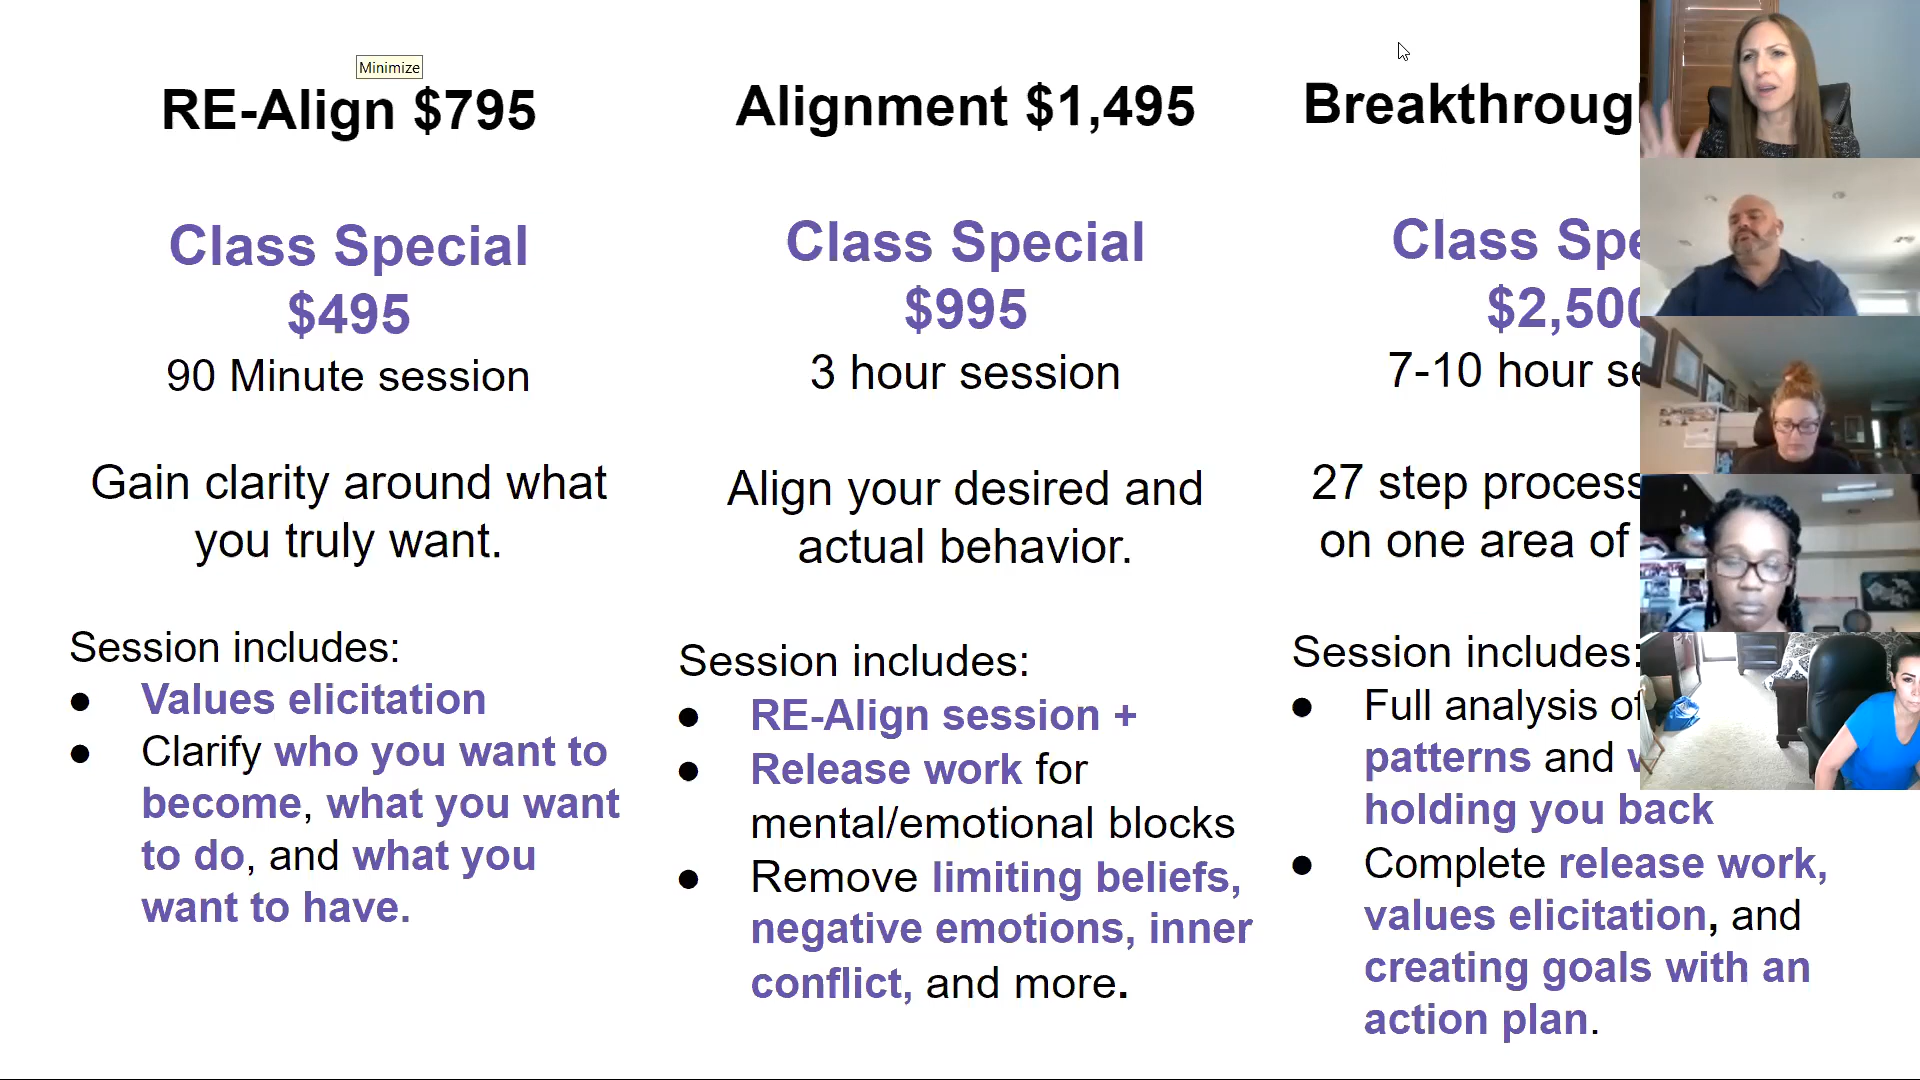 Minimize
RE-Align $795
Class Special
$495
90 Minute session
Gain clarity around what
you truly want.
Session includes:
● Values elicitation
● Clarify who you want to
become, what you want
to do, and what you
want to have.
Alignment $1,495
Class Special
$995
3 hour session
Align your desired and
actual behavior.
Session includes:
● RE-Align session +
● Release work for
mental/emotional blocks
● Remove limiting beliefs,
negative emotions, inner
conflict, and more.
Breakthroug
Class Spe
$2,500
7-10 hour se
27 step process
on one area of
Session includes:
● Full analysis of
patterns and
holding you back
● Complete release work,
values elicitation, and
creating goals with an
action plan.